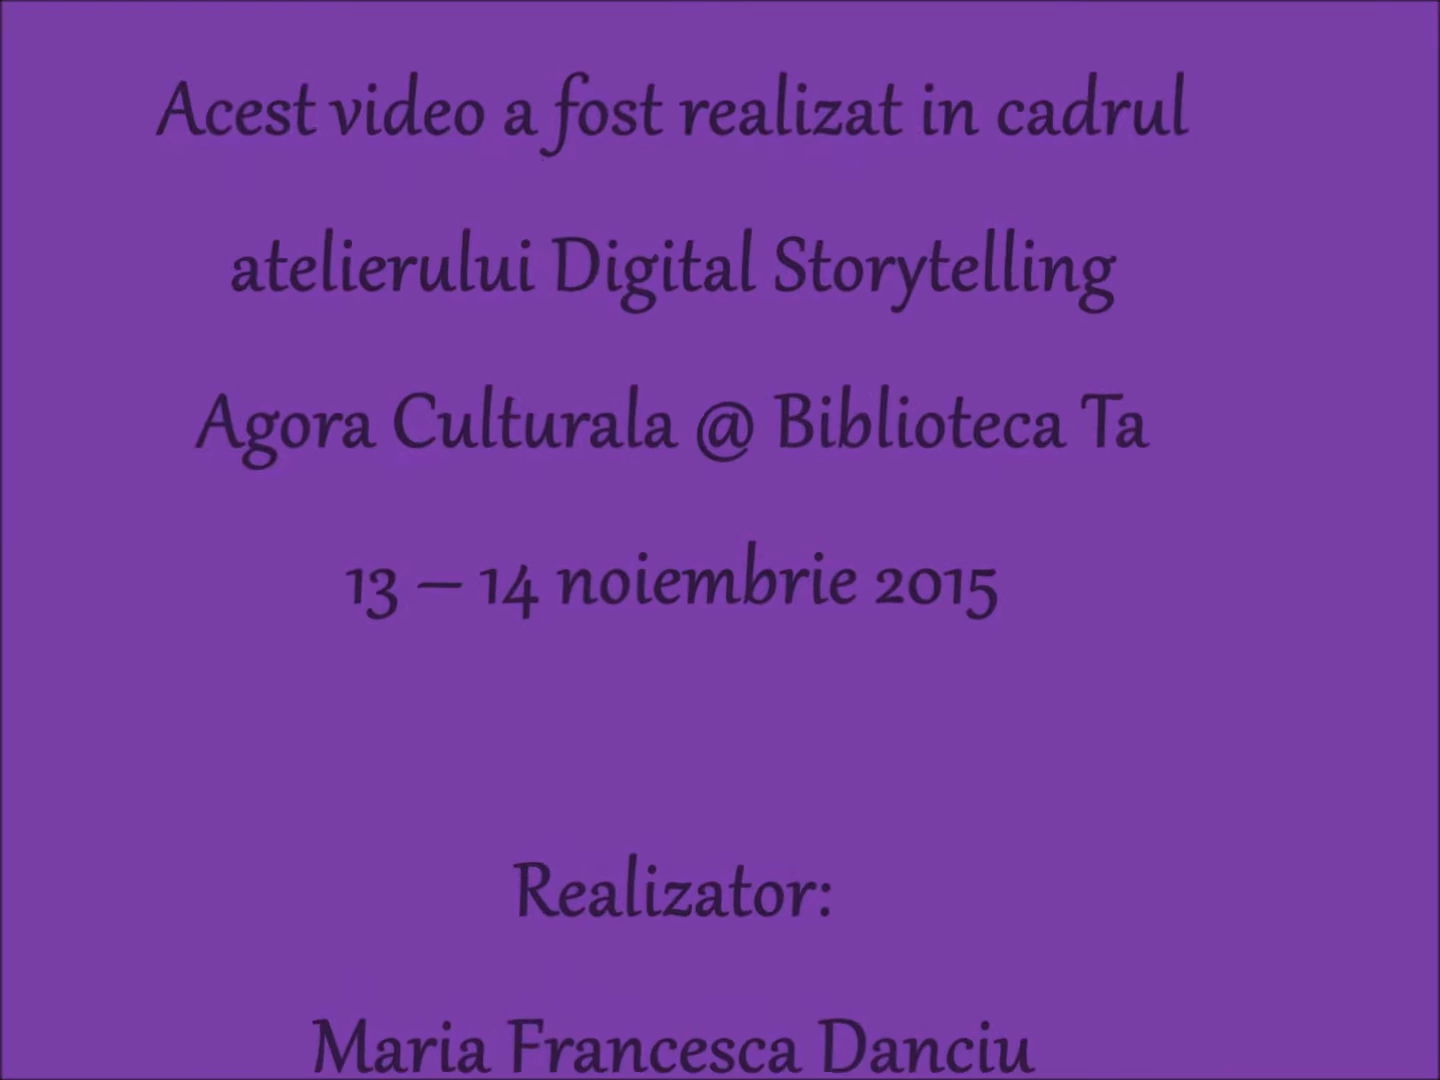 Acest video a fost realizat in cadrul
atelierului Digital Storytelling
Agora Culturala @ Biblioteca Ta
13 – 14 noiembrie 2015
Realizator:
Maria Francesca Danciu